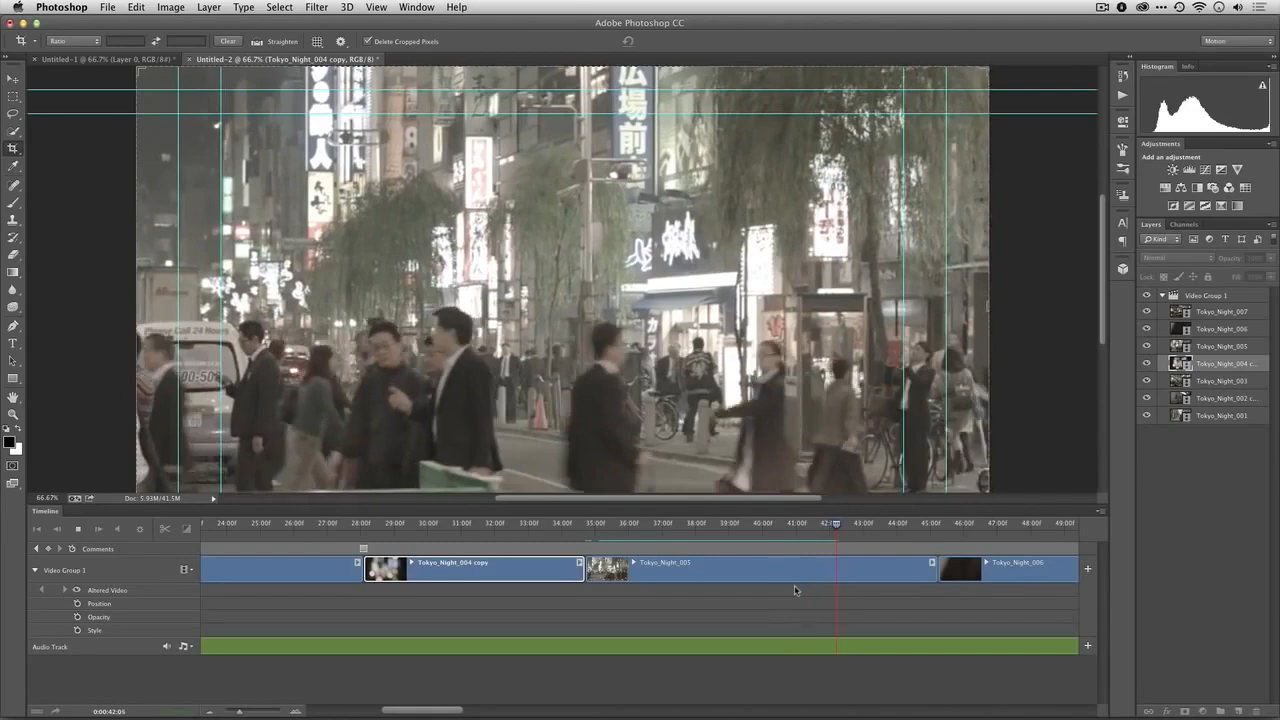 Photoshop File Edit Image Layer Type Select Filter 3D View Window Help
Adobe Photoshop CC
Ratio Clear Straighten Delete Cropped Pixels Motion
Untitled-1 @ 66.7% (Layer 0, RGB/8#) * Untitled-2 @ 66.7% (Tokyo_Night_004 copy, RGB/8) *
Histogram Info
Adjustments
Add an adjustment
Layers Channels
Kind
Normal Opacity:
Lock: Fill:
Video Group 1
Tokyo_Night_007
Tokyo_Night_006
Tokyo_Night_005
Tokyo_Night_004 c...
Tokyo_Night_003
Tokyo_Night_002 c...
Tokyo_Night_001
広場前
Phone Call 24 Hours
66.67% Doc: 5.93M/41.5M
Timeline
24:00f 25:00f 26:00f 27:00f 28:00f 29:00f 30:00f 31:00f 32:00f 33:00f 34:00f 35:00f 36:00f 37:00f 38:00f 39:00f 40:00f 41:00f 43:00f 44:00f 45:00f 46:00f 47:00f 48:00f 49:00f
Comments
Video Group 1 Tokyo_Night_004 copy Tokyo_Night_005 Tokyo_Night_006
Altered Video
Position
Opacity
Style
Audio Track
0:00:42:05